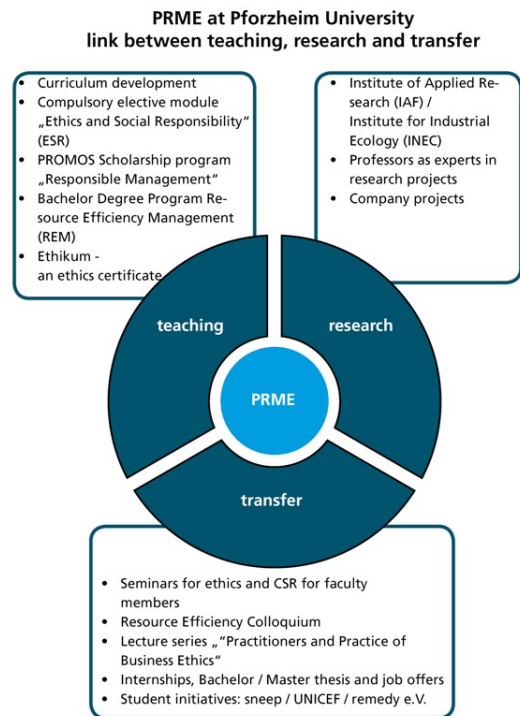 PRME at Pforzheim University
link between teaching, research and transfer
• Curriculum development
• Compulsory elective module
„Ethics and Social Responsibility“
(ESR)
• PROMOS Scholarship program
„Responsible Management“
• Bachelor Degree Program Re-
source Efficiency Management
(REM)
• Ethikum -
an ethics certificate
• Institute of Applied Re-
search (IAF) /
Institute for Industrial
Ecology (INEC)
• Professors as experts in
research projects
• Company projects
teaching
research
PRME
transfer
• Seminars for ethics and CSR for faculty
members
• Resource Efficiency Colloquium
• Lecture series „“Practitioners and Practice of
Business Ethics“
• Internships, Bachelor / Master thesis and job offers
• Student initiatives: sneep / UNICEF / remedy e.V.